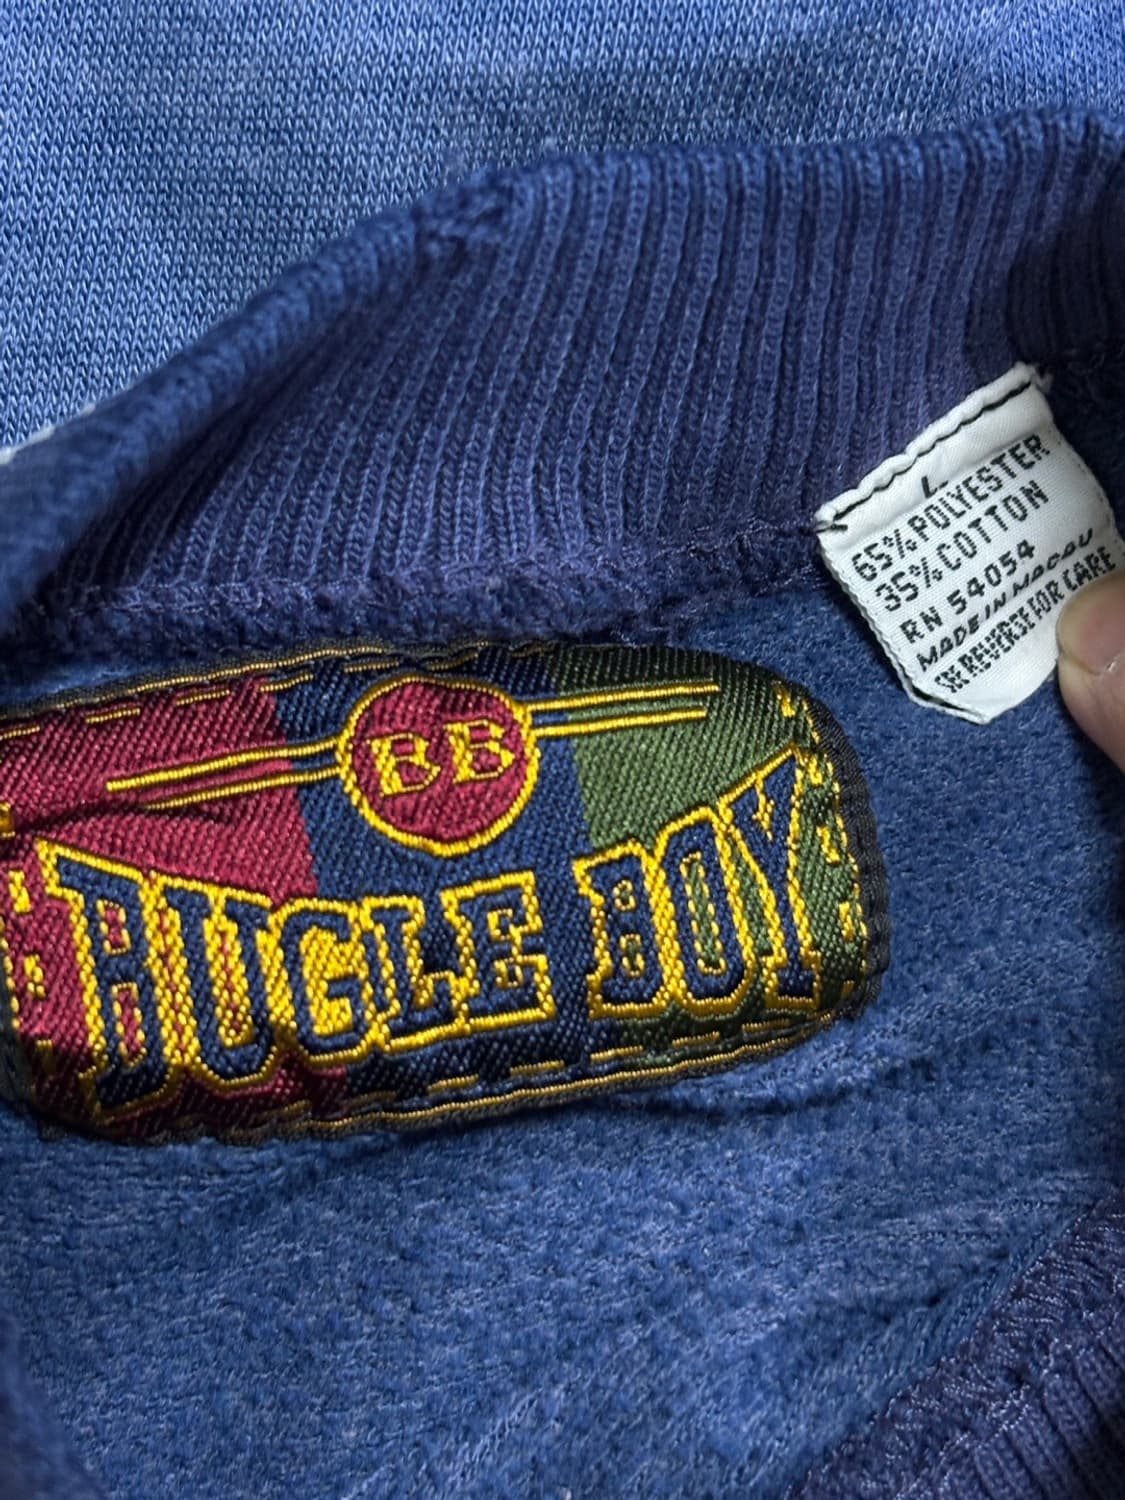 BB
BUGLE BOY
L
65% POLYESTER
35% COTTON
RN 54054
MADE IN MACAU
SEE REVERSE FOR CARE